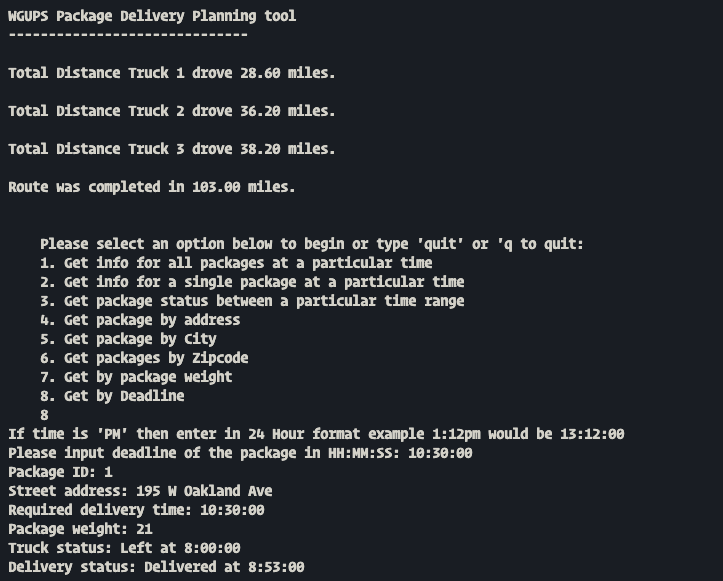 WGUPS Package Delivery Planning tool
------------------------------
Total Distance Truck 1 drove 28.60 miles.
Total Distance Truck 2 drove 36.20 miles.
Total Distance Truck 3 drove 38.20 miles.
Route was completed in 103.00 miles.
Please select an option below to begin or type 'quit' or 'q to quit:
1. Get info for all packages at a particular time
2. Get info for a single package at a particular time
3. Get package status between a particular time range
4. Get package by address
5. Get package by City
6. Get packages by Zipcode
7. Get by package weight
8. Get by Deadline
8
If time is 'PM' then enter in 24 Hour format example 1:12pm would be 13:12:00
Please input deadline of the package in HH:MM:SS: 10:30:00
Package ID: 1
Street address: 195 W Oakland Ave
Required delivery time: 10:30:00
Package weight: 21
Truck status: Left at 8:00:00
Delivery status: Delivered at 8:53:00